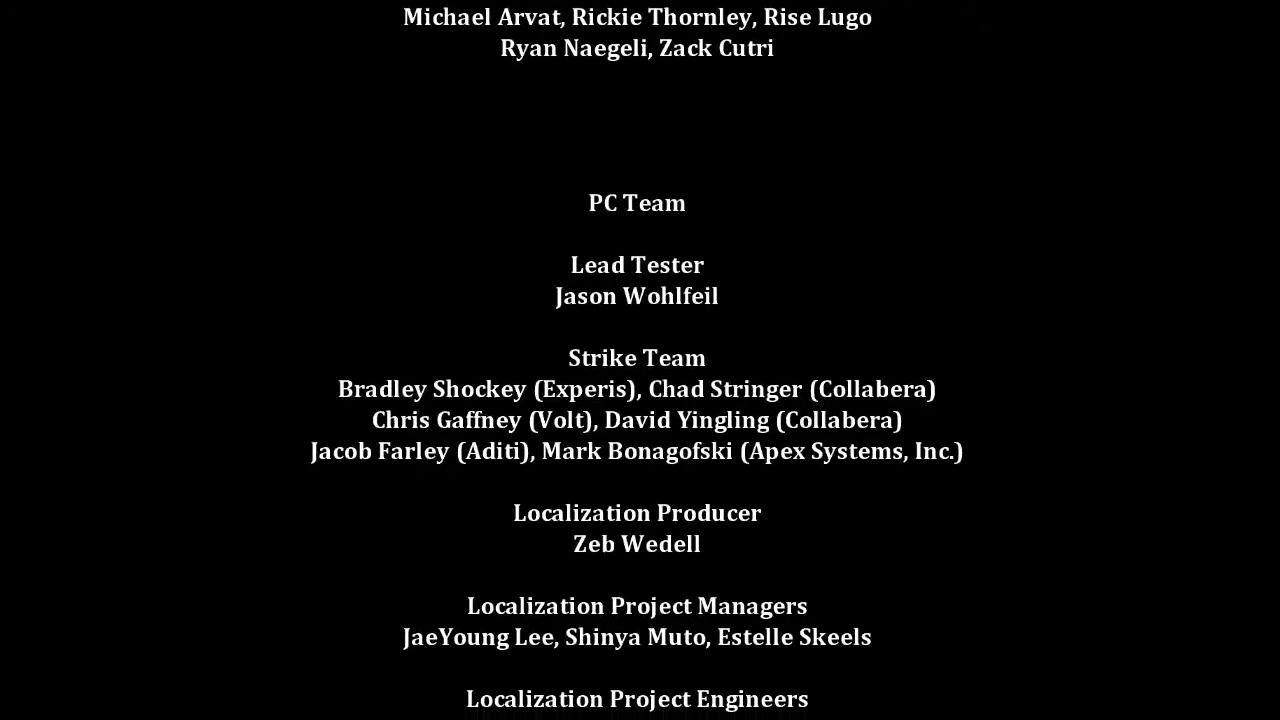 Michael Arvat, Rickie Thornley, Rise Lugo
Ryan Naegeli, Zack Cutri
PC Team
Lead Tester
Jason Wohlfeil
Strike Team
Bradley Shockey (Experis), Chad Stringer (Collabera)
Chris Gaffney (Volt), David Yingling (Collabera)
Jacob Farley (Aditi), Mark Bonagofski (Apex Systems, Inc.)
Localization Producer
Zeb Wedell
Localization Project Managers
JaeYoung Lee, Shinya Muto, Estelle Skeels
Localization Project Engineers